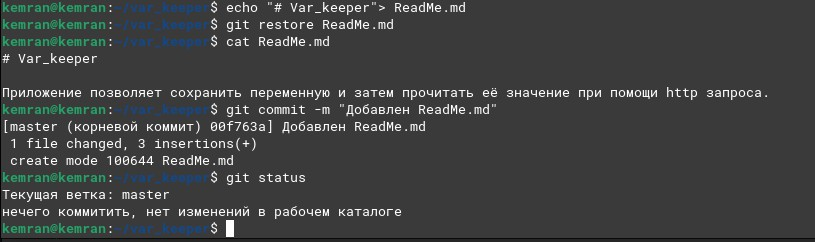 kemran@kemran:~/var_keeper$ echo "# Var_keeper"> ReadMe.md
kemran@kemran:~/var_keeper$ git restore ReadMe.md
kemran@kemran:~/var_keeper$ cat ReadMe.md
# Var_keeper
Приложение позволяет сохранить переменную и затем прочитать её значение при помощи http запроса.
kemran@kemran:~/var_keeper$ git commit -m "Добавлен ReadMe.md"
[master (корневой коммит) 00f763a] Добавлен ReadMe.md
1 file changed, 3 insertions(+)
create mode 100644 ReadMe.md
kemran@kemran:~/var_keeper$ git status
Текущая ветка: master
нечего коммитить, нет изменений в рабочем каталоге
kemran@kemran:~/var_keeper$